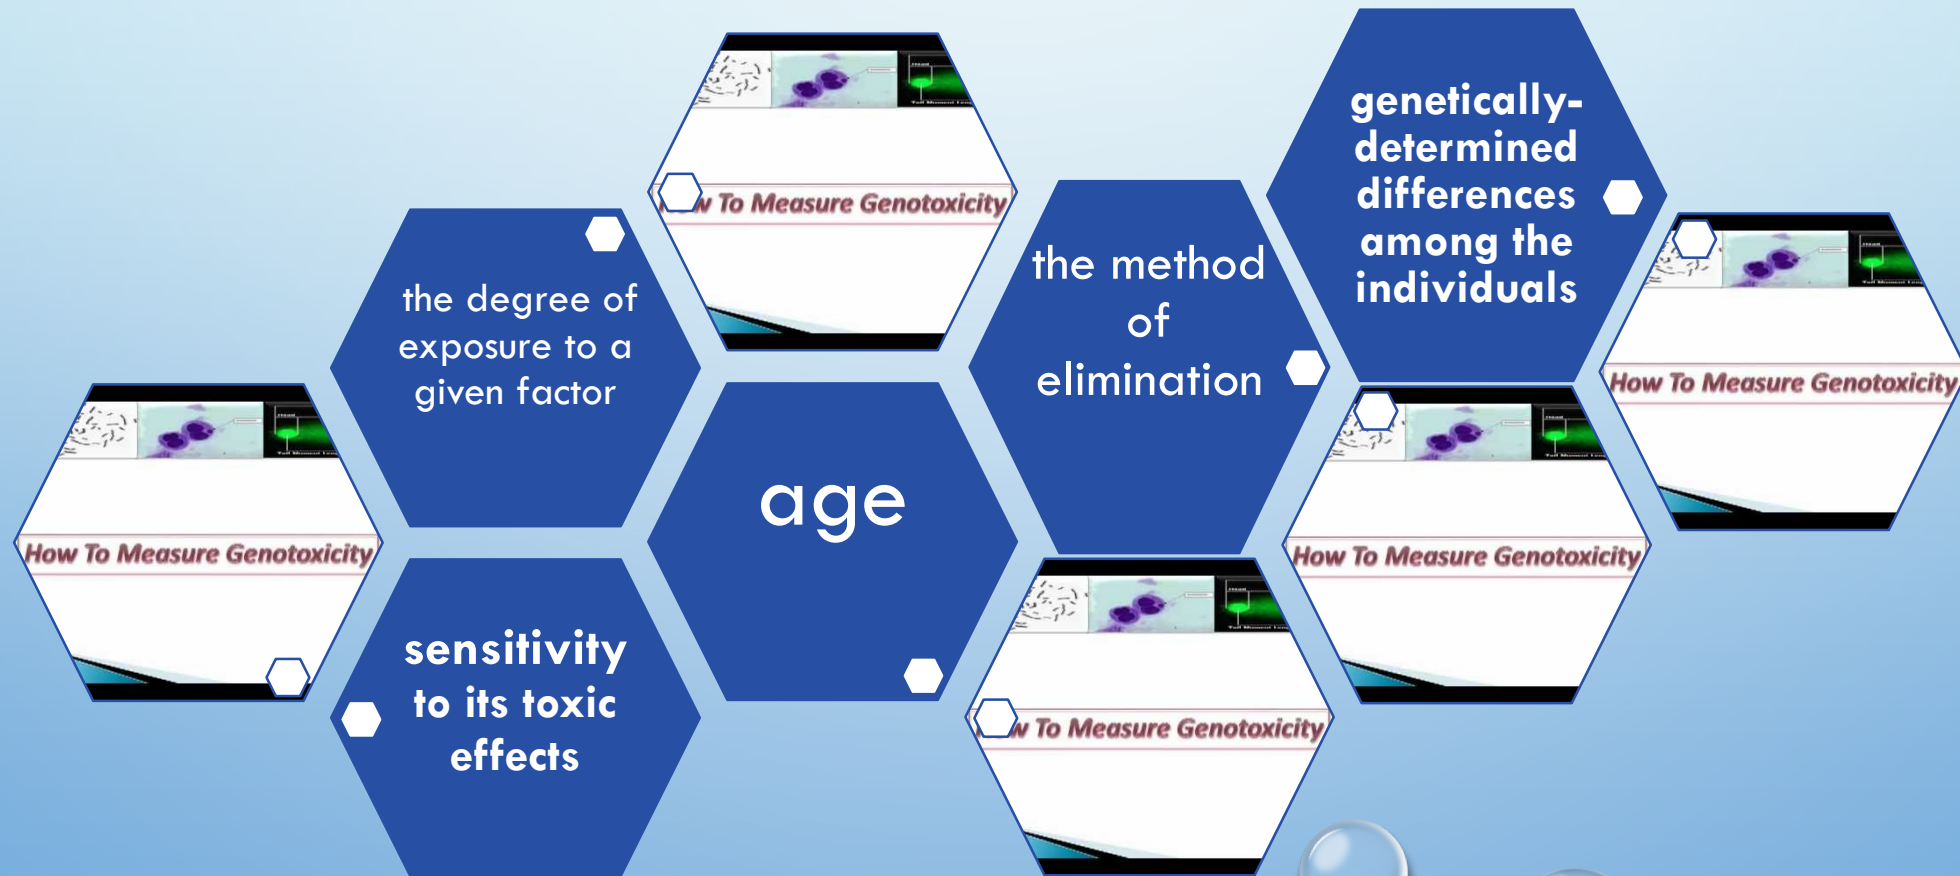 the degree of
exposure to a
given factor
sensitivity
to its toxic
effects
age
the method
of
elimination
genetically-
determined
differences
among the
individuals
How To Measure Genotoxicity
To Measure Genotoxicity
To Measure Genotoxicity
How To Measure Genotoxicity
How To Measure Genotoxicity